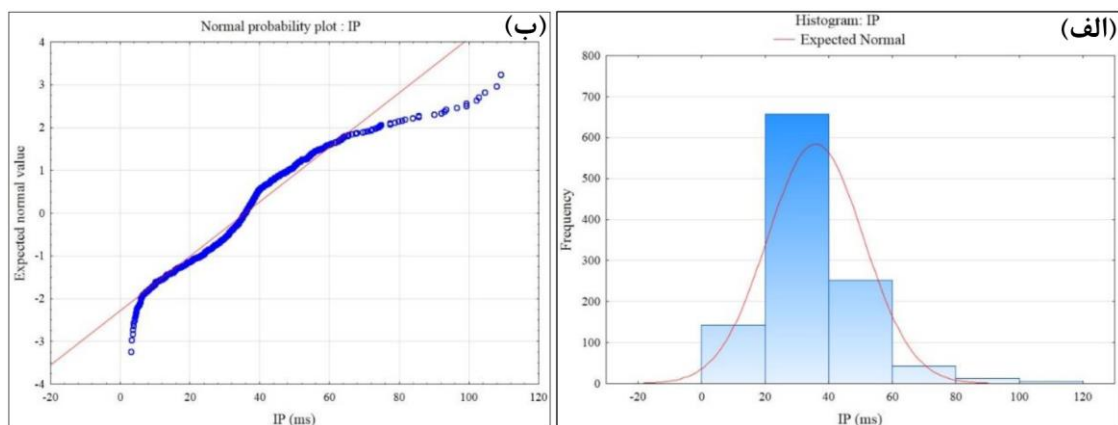 Normal probability plot : IP
(ب)
4
3
2
1
0
-1
-2
-3
-4
Expected normal value
-20 0 20 40 60 80 100 120
IP (ms)
Histogram: IP
Expected Normal
(الف)
800
700
600
500
400
300
200
100
0
Frequency
-20 0 20 40 60 80 100 120
IP (ms)